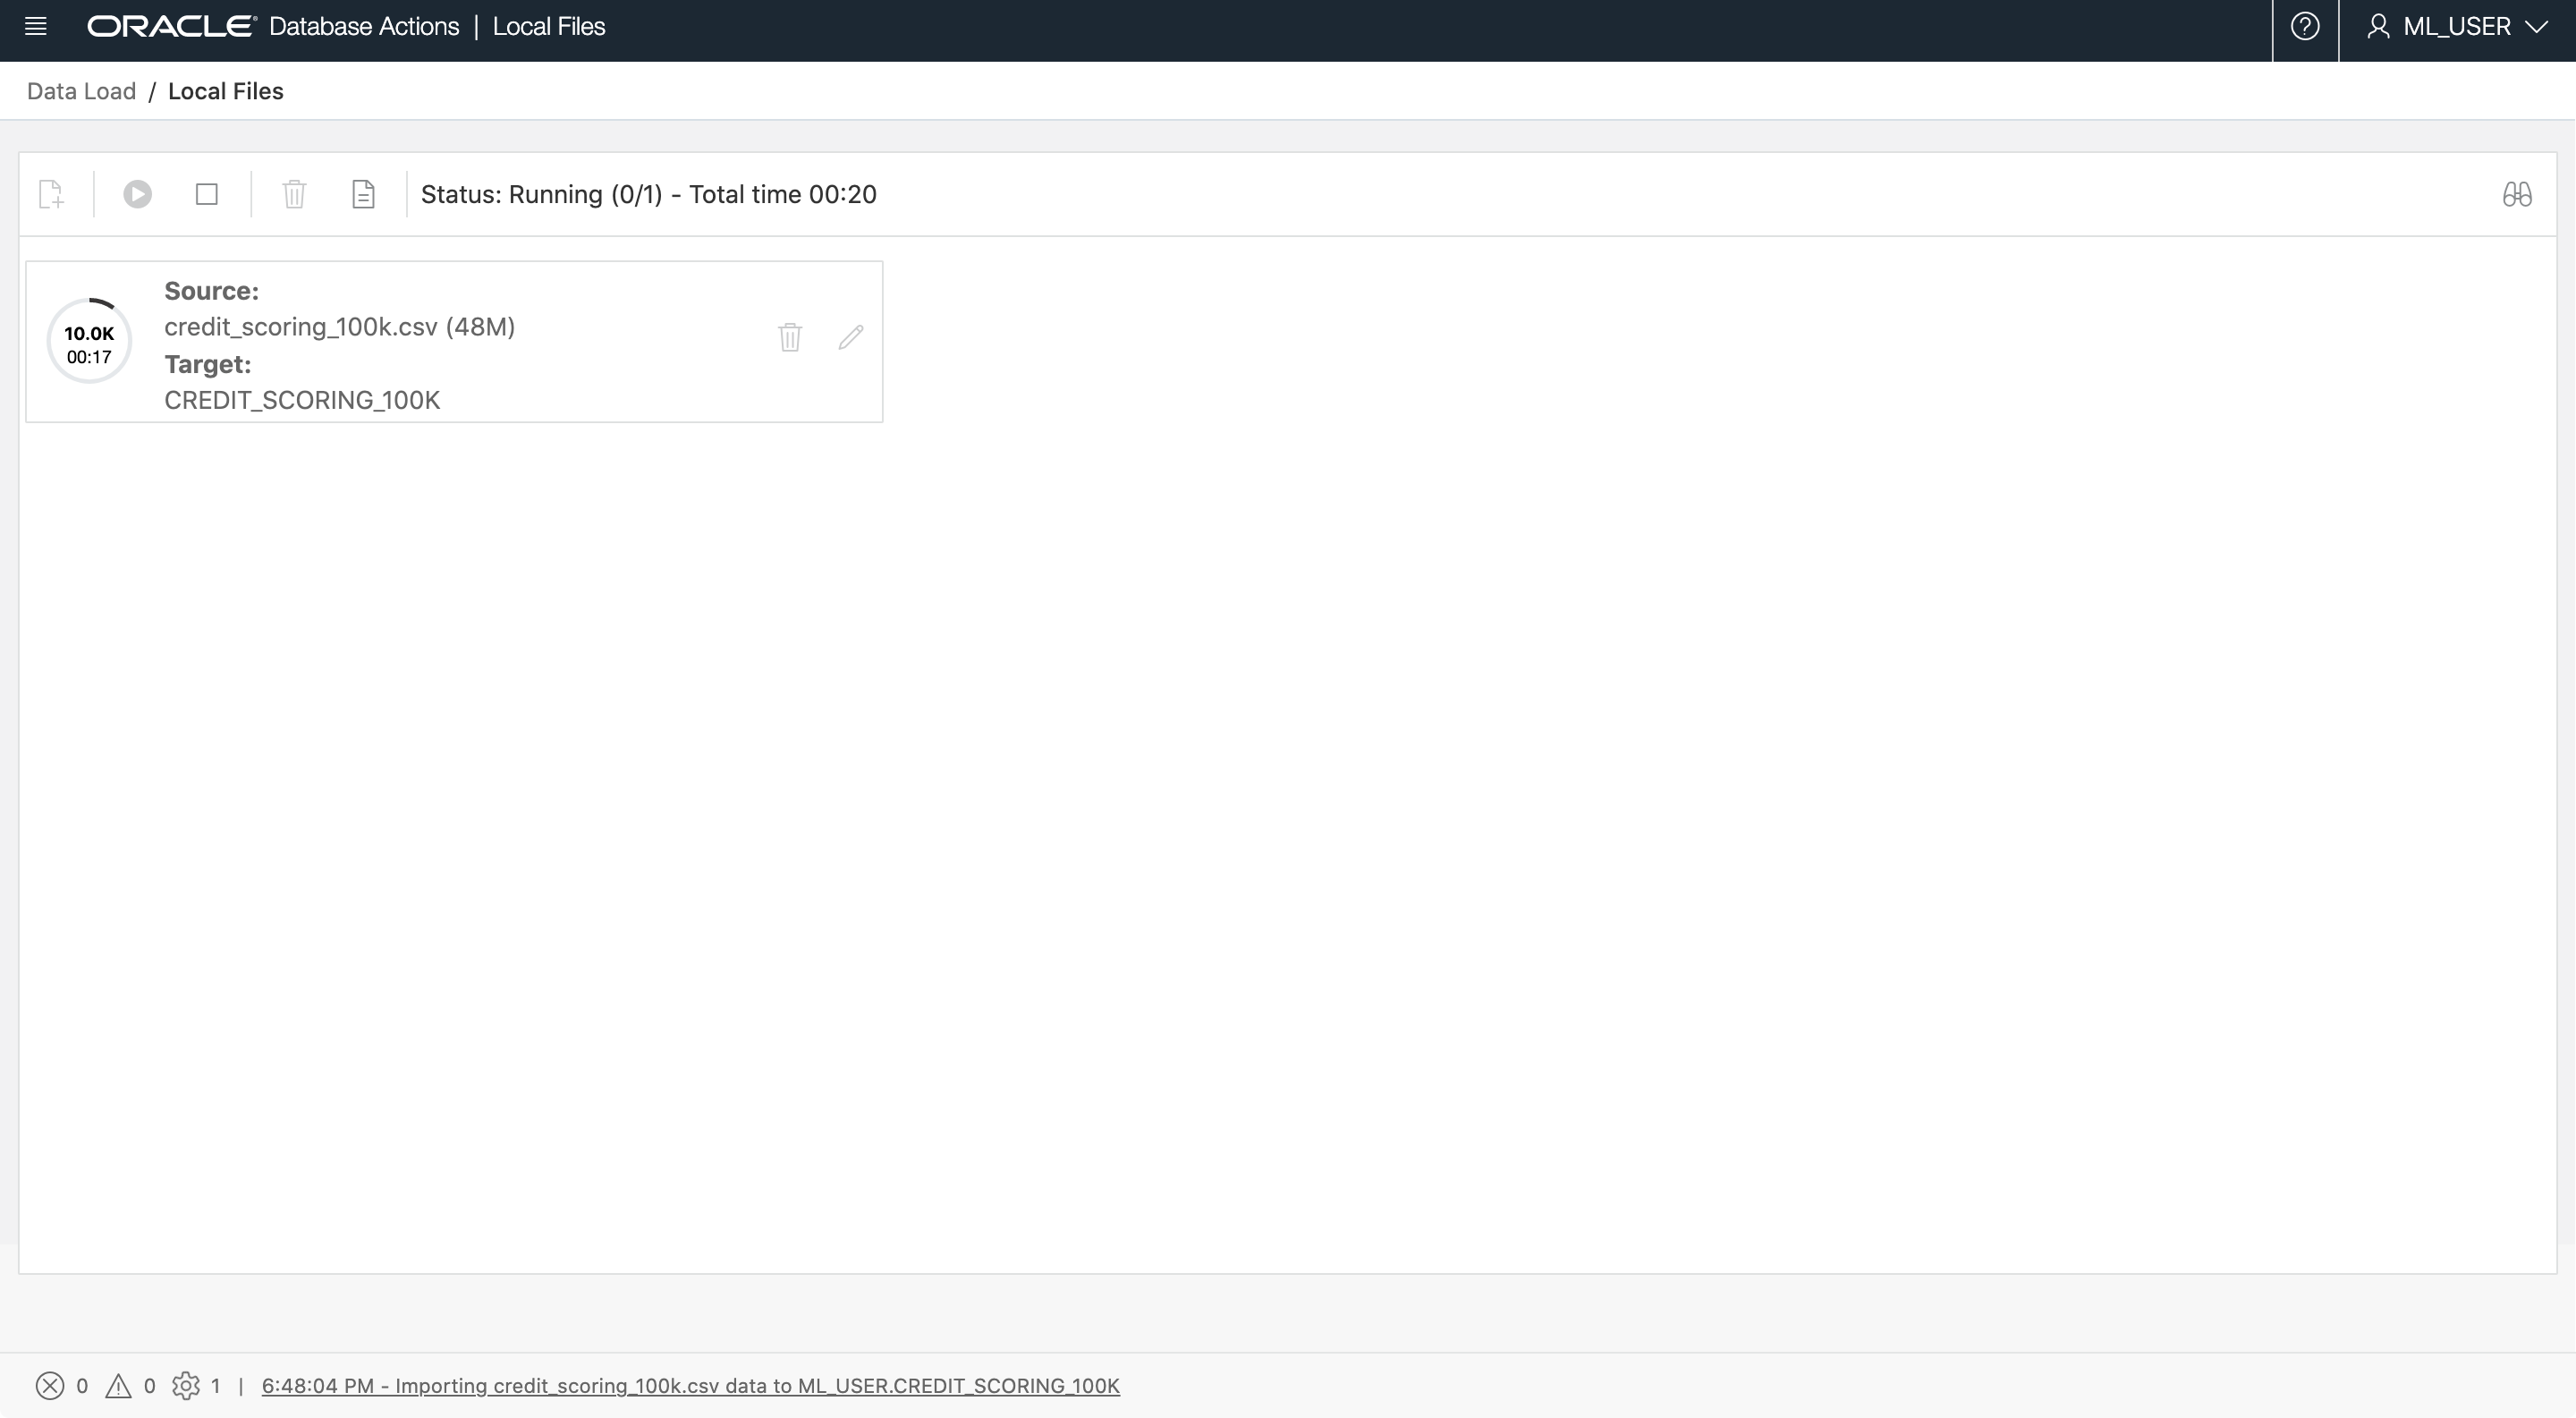 ORACLE® Database Actions | Local Files
ML_USER
Data Load / Local Files
Status: Running (0/1) - Total time 00:20
10.0K
00:17
Source:
credit_scoring_100k.csv (48M)
Target:
CREDIT_SCORING_100K
0 0 1 | 6:48:04 PM - Importing credit_scoring_100k.csv data to ML_USER.CREDIT_SCORING_100K